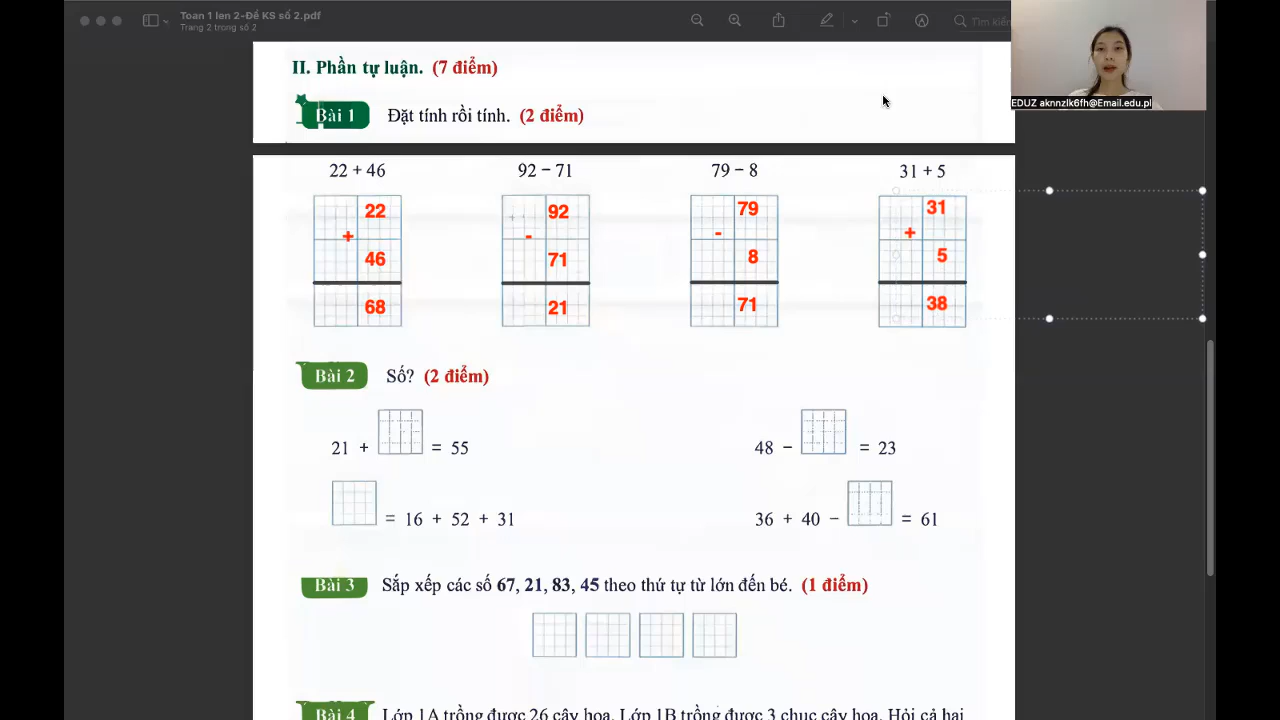 Toan 1 len 2-Đề KS số 2.pdf
Trang 2 trong số 2
Tìm kiếm
EDUZ aknnzlk6fh@Email.edu.pl
II. Phần tự luận. (7 điểm)
Bài 1 Đặt tính rồi tính. (2 điểm)
22 + 46 92 − 71 79 − 8 31 + 5
22 92 79 31
+ - - +
46 71 8 5
68 21 71 38
Bài 2 Số? (2 điểm)
21 + = 55 48 − = 23
= 16 + 52 + 31 36 + 40 − = 61
Bài 3 Sắp xếp các số 67, 21, 83, 45 theo thứ tự từ lớn đến bé. (1 điểm)
Bài 4 Lớp 1A trồng được 26 cây hoa. Lớp 1B trồng được 3 chục cây hoa. Hỏi cả hai